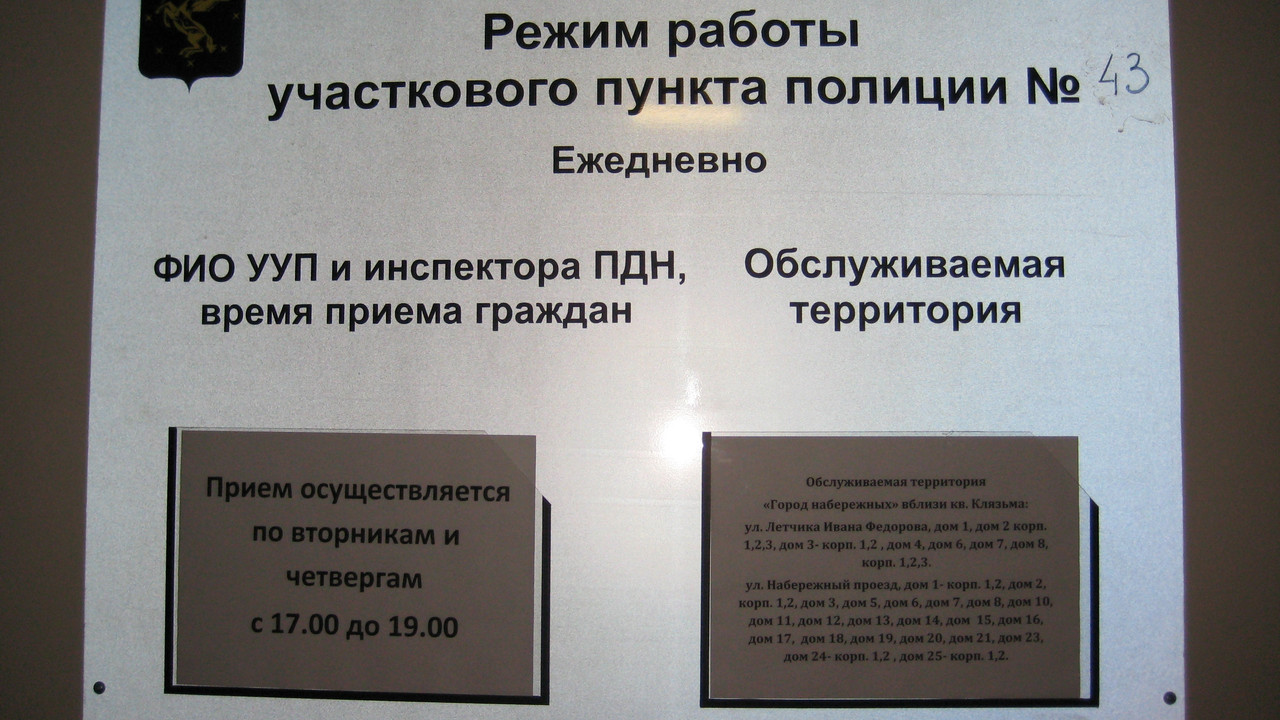 Режим работы
участкового пункта полиции № 43
Ежедневно
ФИО УУП и инспектора ПДН,
время приема граждан
Обслуживаемая
территория
Прием осуществляется
по вторникам и
четвергам
с 17.00 до 19.00
Обслуживаемая территория
«Город набережных» вблизи кв. Клязьма:
ул. Летчика Ивана Федорова, дом 1, дом 2 корп.
1,2,3, дом 3- корп. 1,2 , дом 4, дом 6, дом 7, дом 8,
корп. 1,2,3.
ул. Набережный проезд, дом 1- корп. 1,2, дом 2,
корп. 1,2, дом 3, дом 5, дом 6, дом 7, дом 8, дом 10,
дом 11, дом 12, дом 13, дом 14, дом 15, дом 16,
дом 17, дом 18, дом 19, дом 20, дом 21, дом 23,
дом 24- корп. 1,2 , дом 25- корп. 1,2.